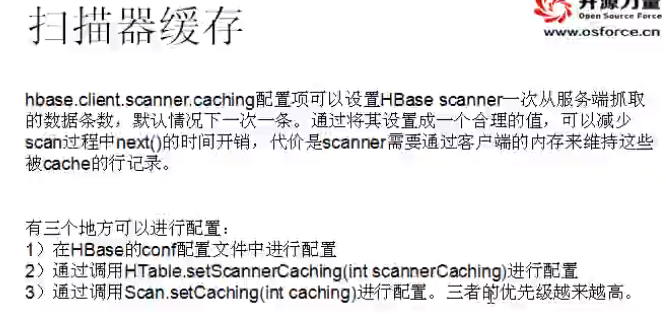 开源力量
Open Source Force
www.osforce.cn
扫描器缓存
hbase.client.scanner.caching配置项可以设置HBase scanner一次从服务端抓取
的数据条数，默认情况下一次一条。通过将其设置成一个合理的值，可以减少
scan过程中next()的时间开销，代价是scanner需要通过客户端的内存来维持这些
被cache的行记录。
有三个地方可以进行配置：
1）在HBase的conf配置文件中进行配置
2）通过调用HTable.setScannerCaching(int scannerCaching)进行配置
3）通过调用Scan.setCaching(int caching)进行配置。三者的优先级越来越高。